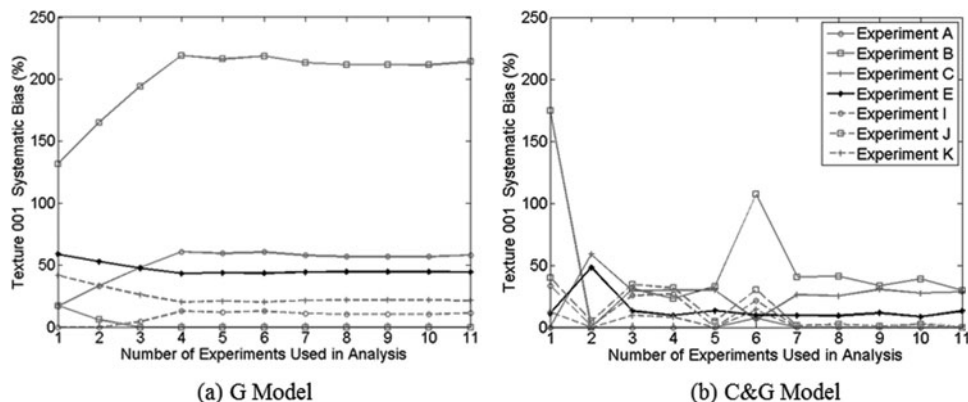 250
200
150
100
50
0
Texture 001 Systematic Bias (%)
1 2 3 4 5 6 7 8 9 10 11
Number of Experiments Used in Analysis
(a) G Model
250
200
150
100
50
0
Texture 001 Systematic Bias (%)
Experiment A
Experiment B
Experiment C
Experiment E
Experiment I
Experiment J
Experiment K
1 2 3 4 5 6 7 8 9 10 11
Number of Experiments Used in Analysis
(b) C&G Model